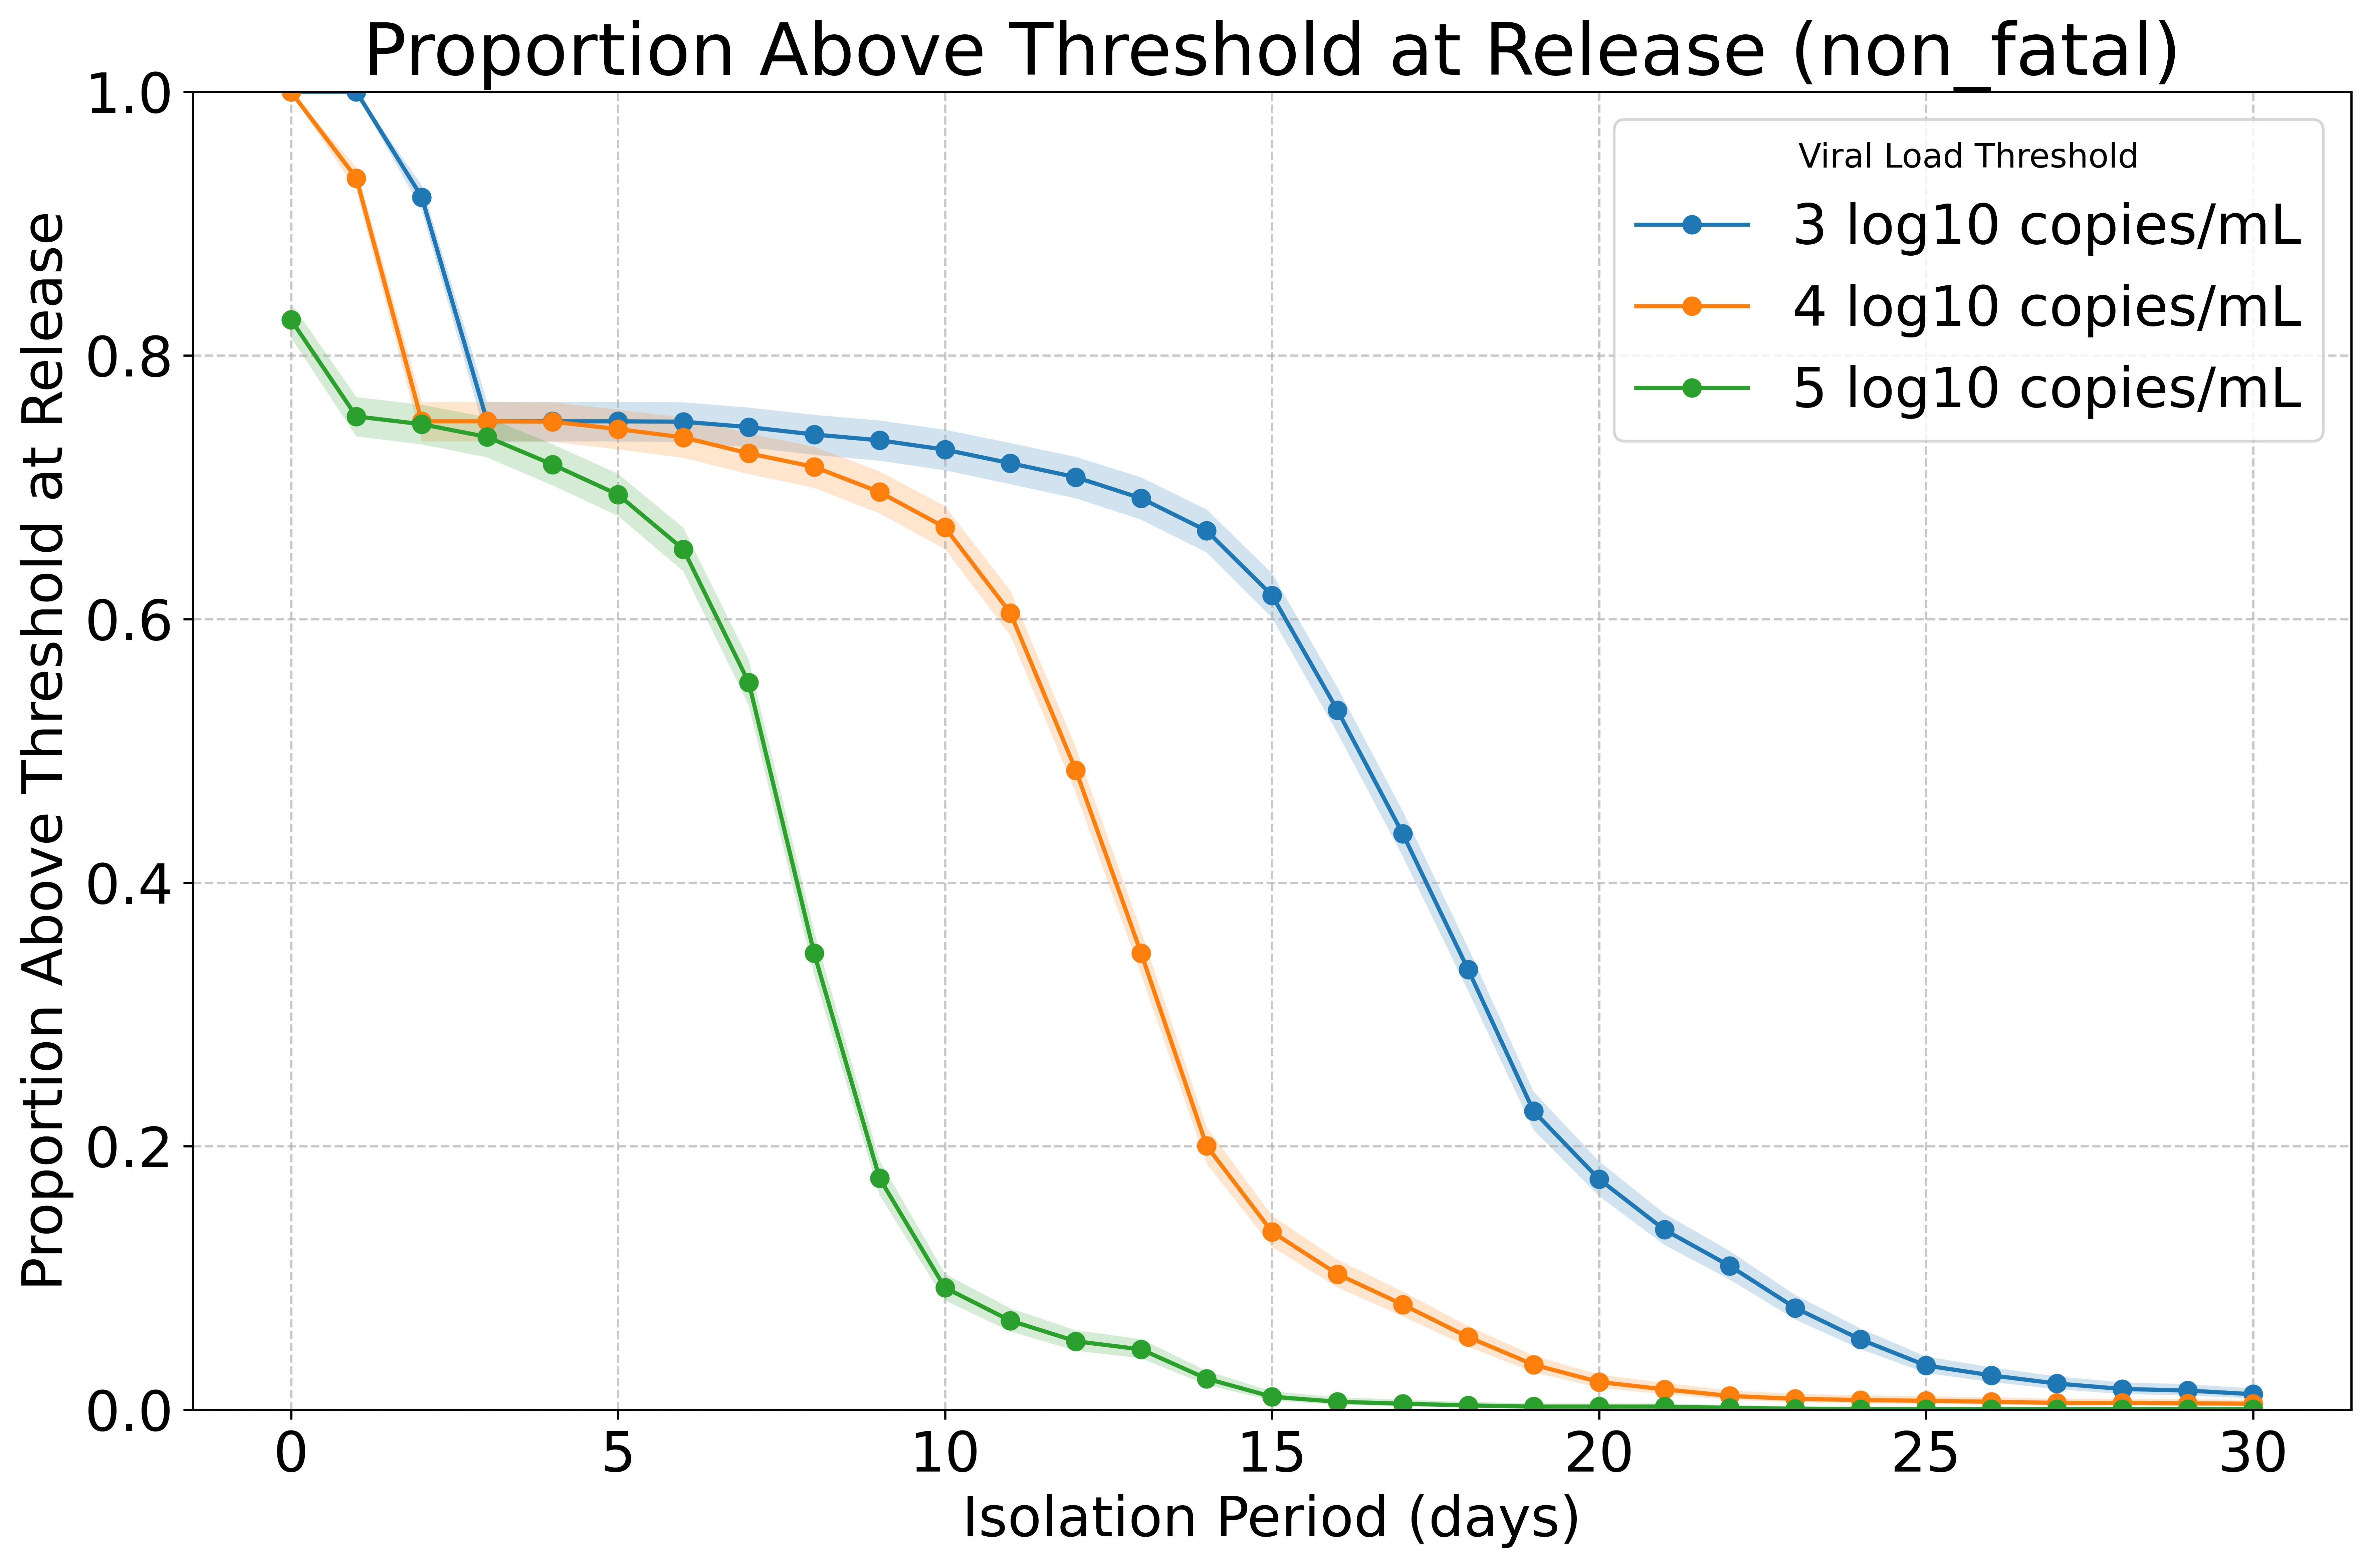 Proportion Above Threshold at Release (non_fatal)
Proportion Above Threshold at Release
1.0
0.8
0.6
0.4
0.2
0.0
Viral Load Threshold
3 log10 copies/mL
4 log10 copies/mL
5 log10 copies/mL
0 5 10 15 20 25 30
Isolation Period (days)